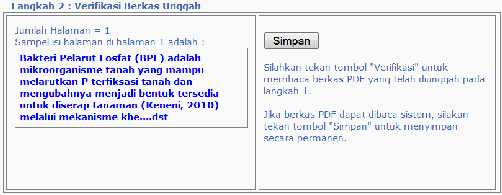 Langkah 2 : Verifikasi Berkas Unggah
Jumlah Halaman = 1
Sampel isi halaman di halaman 1 adalah :
Bakteri Pelarut Fosfat (BPF) adalah
mikroorganisme tanah yang mampu
melarutkan P terfiksasi tanah dan
mengubahnya menjadi bentuk tersedia
untuk diserap tanaman (Keneni, 2010)
melalui mekanisme khe....dst
Simpan
Silahkan tekan tombol "Verifikasi" untuk
membaca berkas PDF yang telah diunggah pada
langkah 1.
Jika berkas PDF dapat dibaca sistem, silakan
tekan tombol "Simpan" untuk menyimpan
secara permanen.